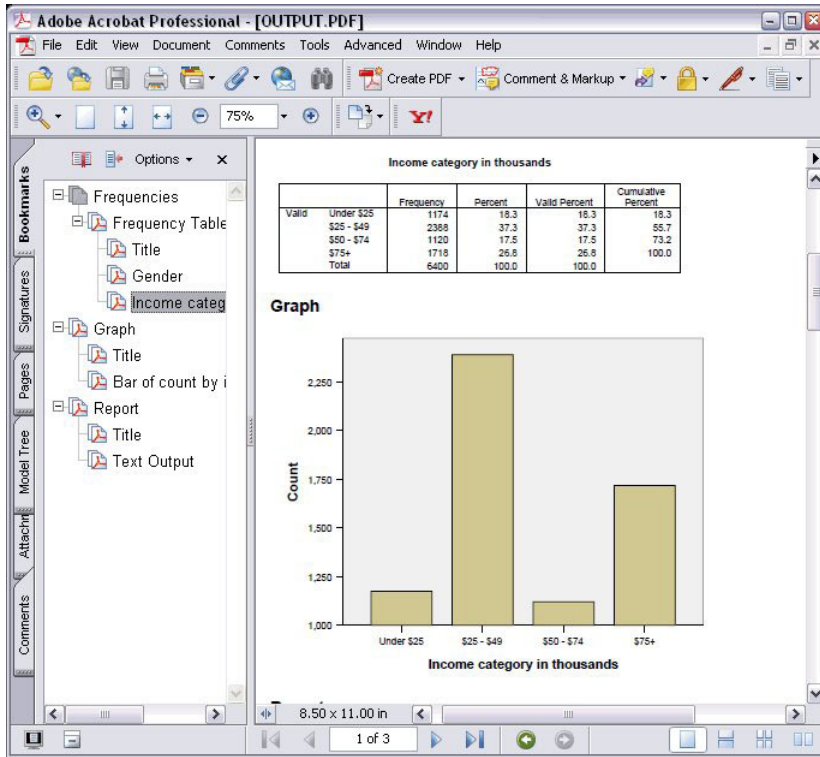 Adobe Acrobat Professional - [OUTPUT.PDF]
File Edit View Document Comments Tools Advanced Window Help
Create PDF Comment & Markup
75% Y!
Options x
Bookmarks
Signatures
Pages
Model Tree
Attachn
Comments
Frequencies
Frequency Table
Title
Gender
Income categ
Graph
Title
Bar of count by i
Report
Title
Text Output
Income category in thousands
Frequency Percent Valid Percent Cumulative Percent
Valid Under $25 1174 18.3 18.3 18.3
$25 - $49 2388 37.3 37.3 55.7
$50 - $74 1120 17.5 17.5 73.2
$75+ 1718 26.8 26.8 100.0
Total 6400 100.0 100.0
Graph
Count
2,250
2,000
1,750
1,500
1,250
1,000
Under $25 $25 - $49 $50 - $74 $75+
Income category in thousands
8.50 x 11.00 in
1 of 3